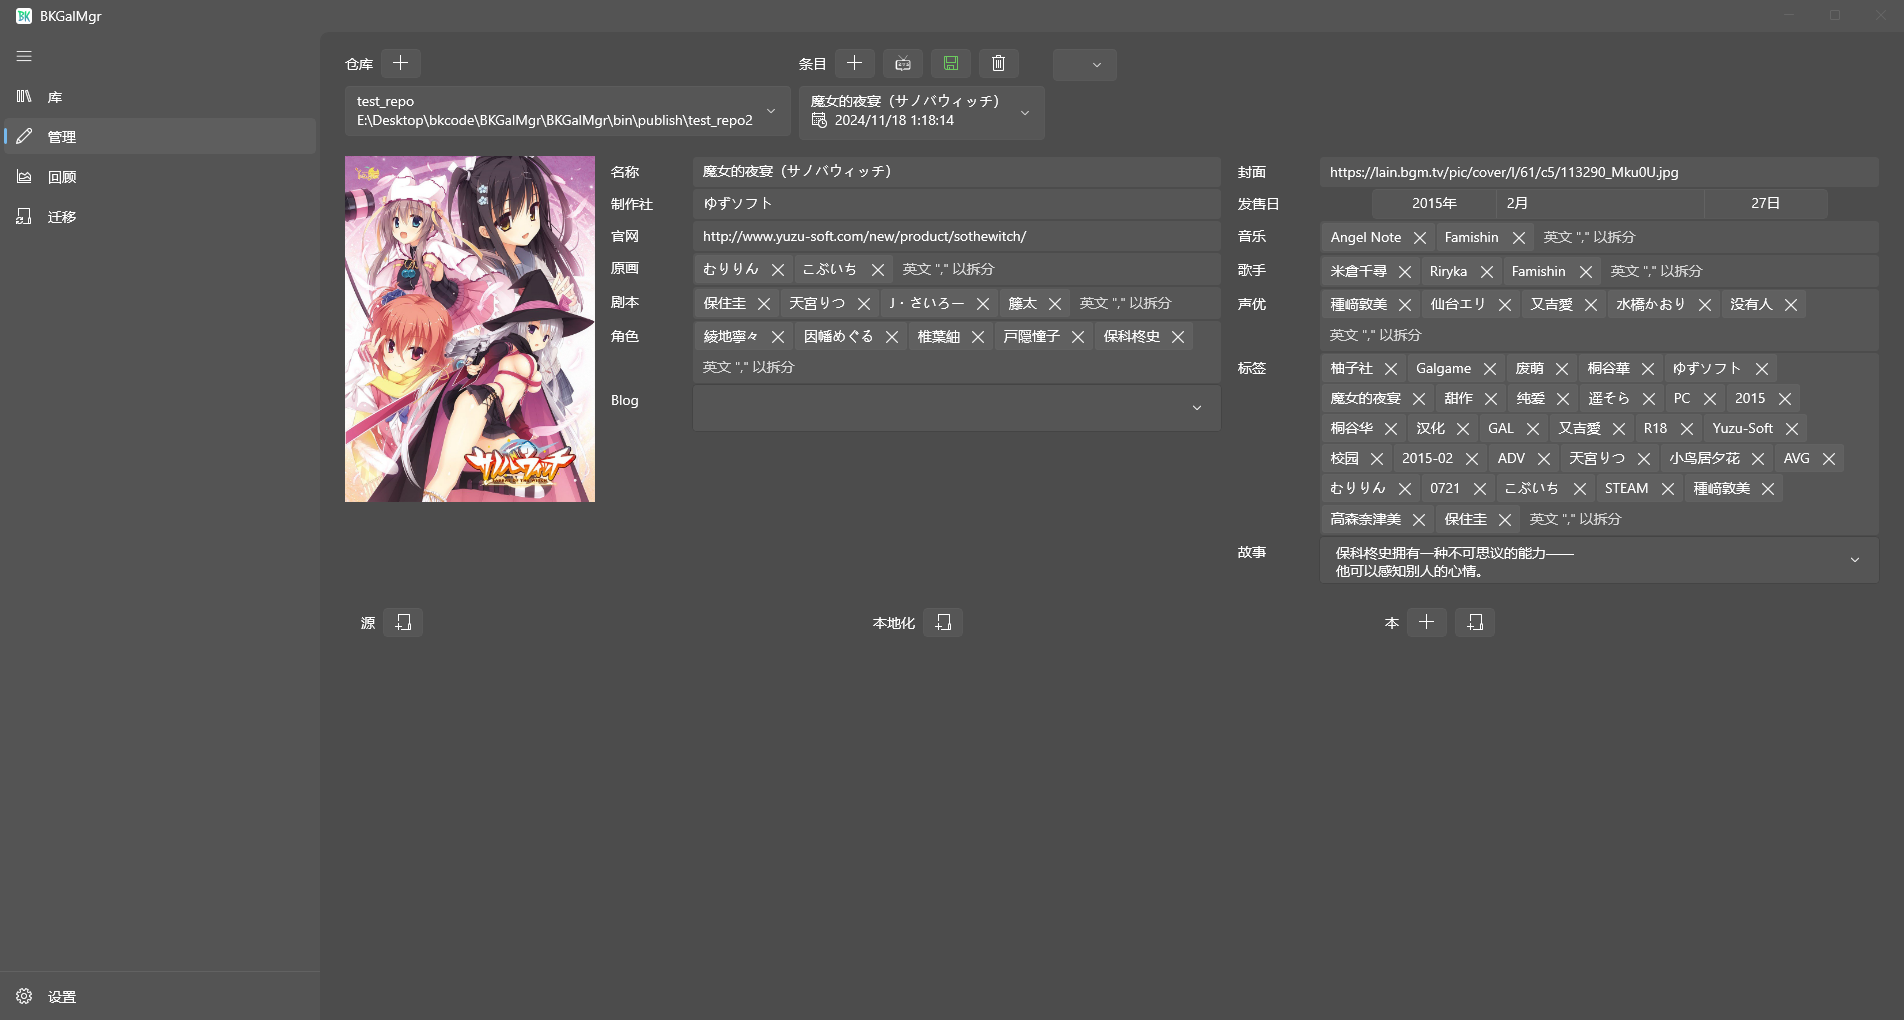 BKGalMgr
库
管理
回顾
迁移
设置
仓库
条目
test_repo
E:\Desktop\bkcode\BKGalMgr\BKGalMgr\bin\publish\test_repo2
魔女的夜宴（サノバウィッチ）
2024/11/18 1:18:14
サノバウィッチ
名称
魔女的夜宴（サノバウィッチ）
制作社
ゆずソフト
官网
http://www.yuzu-soft.com/new/product/sothewitch/
原画
むりりん こぶいち 英文 "," 以拆分
剧本
保住圭 天宮りつ J・さいろー 籐太 英文 "," 以拆分
角色
綾地寧々 因幡めぐる 椎葉紬 戸隠憧子 保科柊史
英文 "," 以拆分
Blog
封面
https://lain.bgm.tv/pic/cover/l/61/c5/113290_Mku0U.jpg
发售日
2015年 2月 27日
音乐
Angel Note Famishin 英文 "," 以拆分
歌手
米倉千尋 Riryka Famishin 英文 "," 以拆分
声优
種﨑敦美 仙台エリ 又吉愛 水橋かおり 没有人
英文 "," 以拆分
标签
柚子社 Galgame 废萌 桐谷華 ゆずソフト
魔女的夜宴 甜作 纯爱 遥そら PC 2015
桐谷华 汉化 GAL 又吉愛 R18 Yuzu-Soft
校园 2015-02 ADV 天宮りつ 小鸟居夕花 AVG
むりりん 0721 こぶいち STEAM 種﨑敦美
高森奈津美 保住圭 英文 "," 以拆分
故事
保科柊史拥有一种不可思议的能力——
他可以感知别人的心情。
源
本地化
本